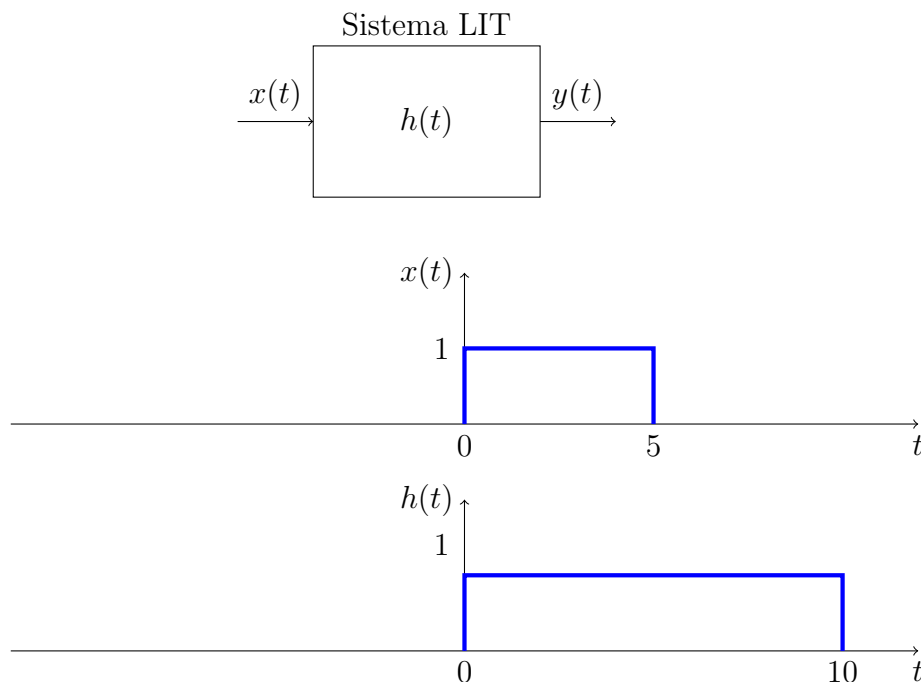 Sistema LIT
x(t) h(t) y(t)
x(t)
1
0 5 t
h(t)
1
0 10 t